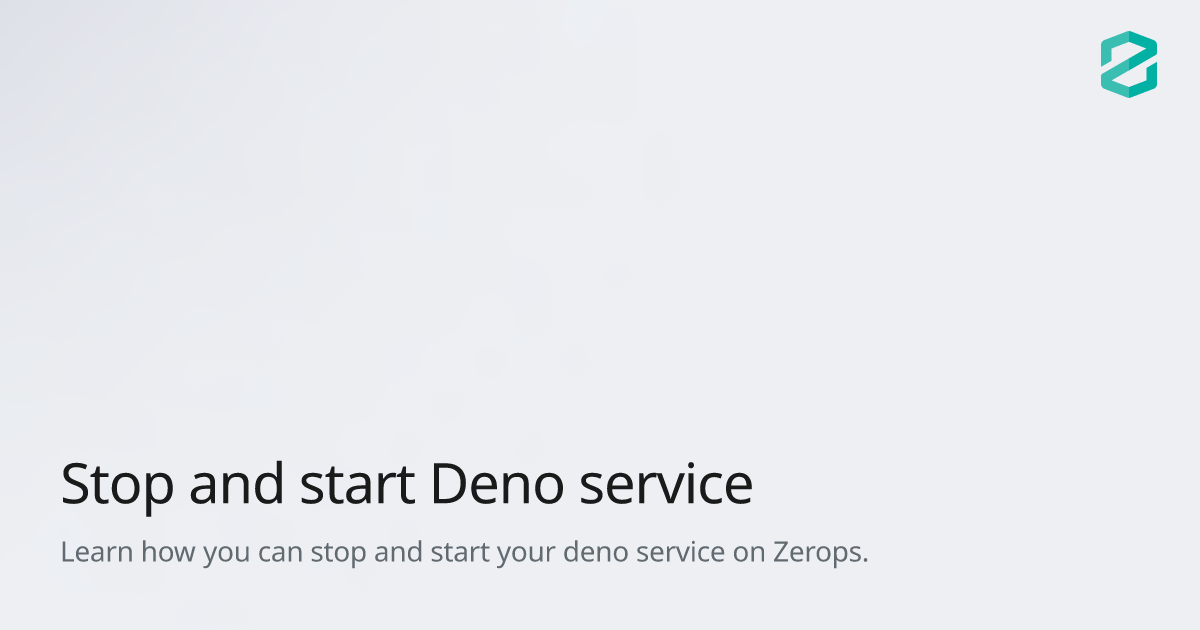 Stop and start Deno service
Learn how you can stop and start your deno service on Zerops.